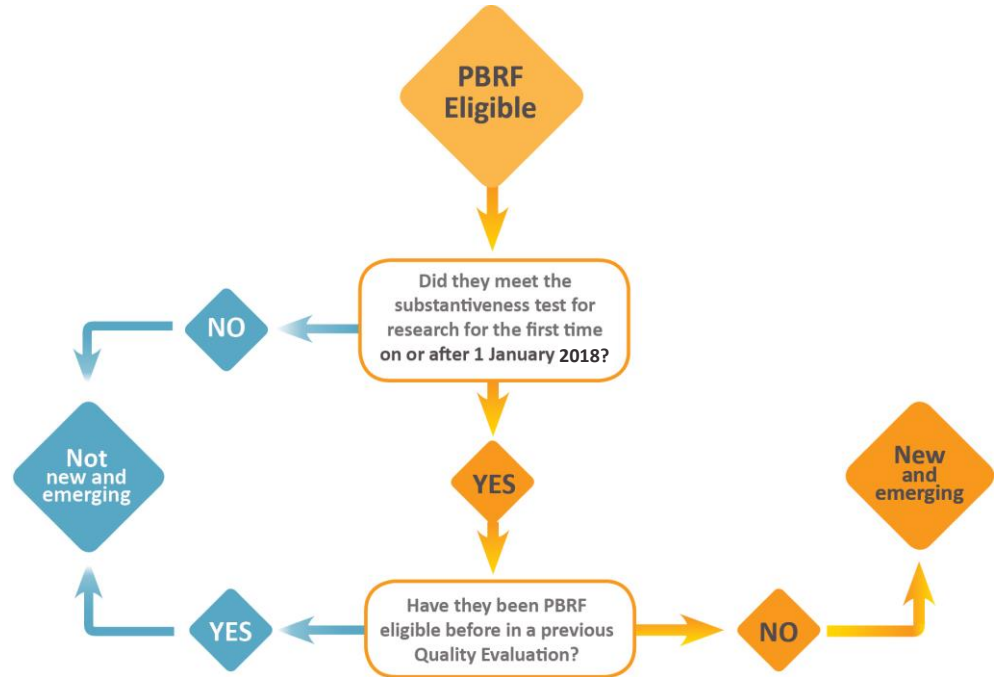 PBRF
Eligible
Did they meet the
substantiveness test for
research for the first time
on or after 1 January 2018?
NO
Not
new and
emerging
YES
New
and
emerging
Have they been PBRF
eligible before in a previous
Quality Evaluation?
YES
NO